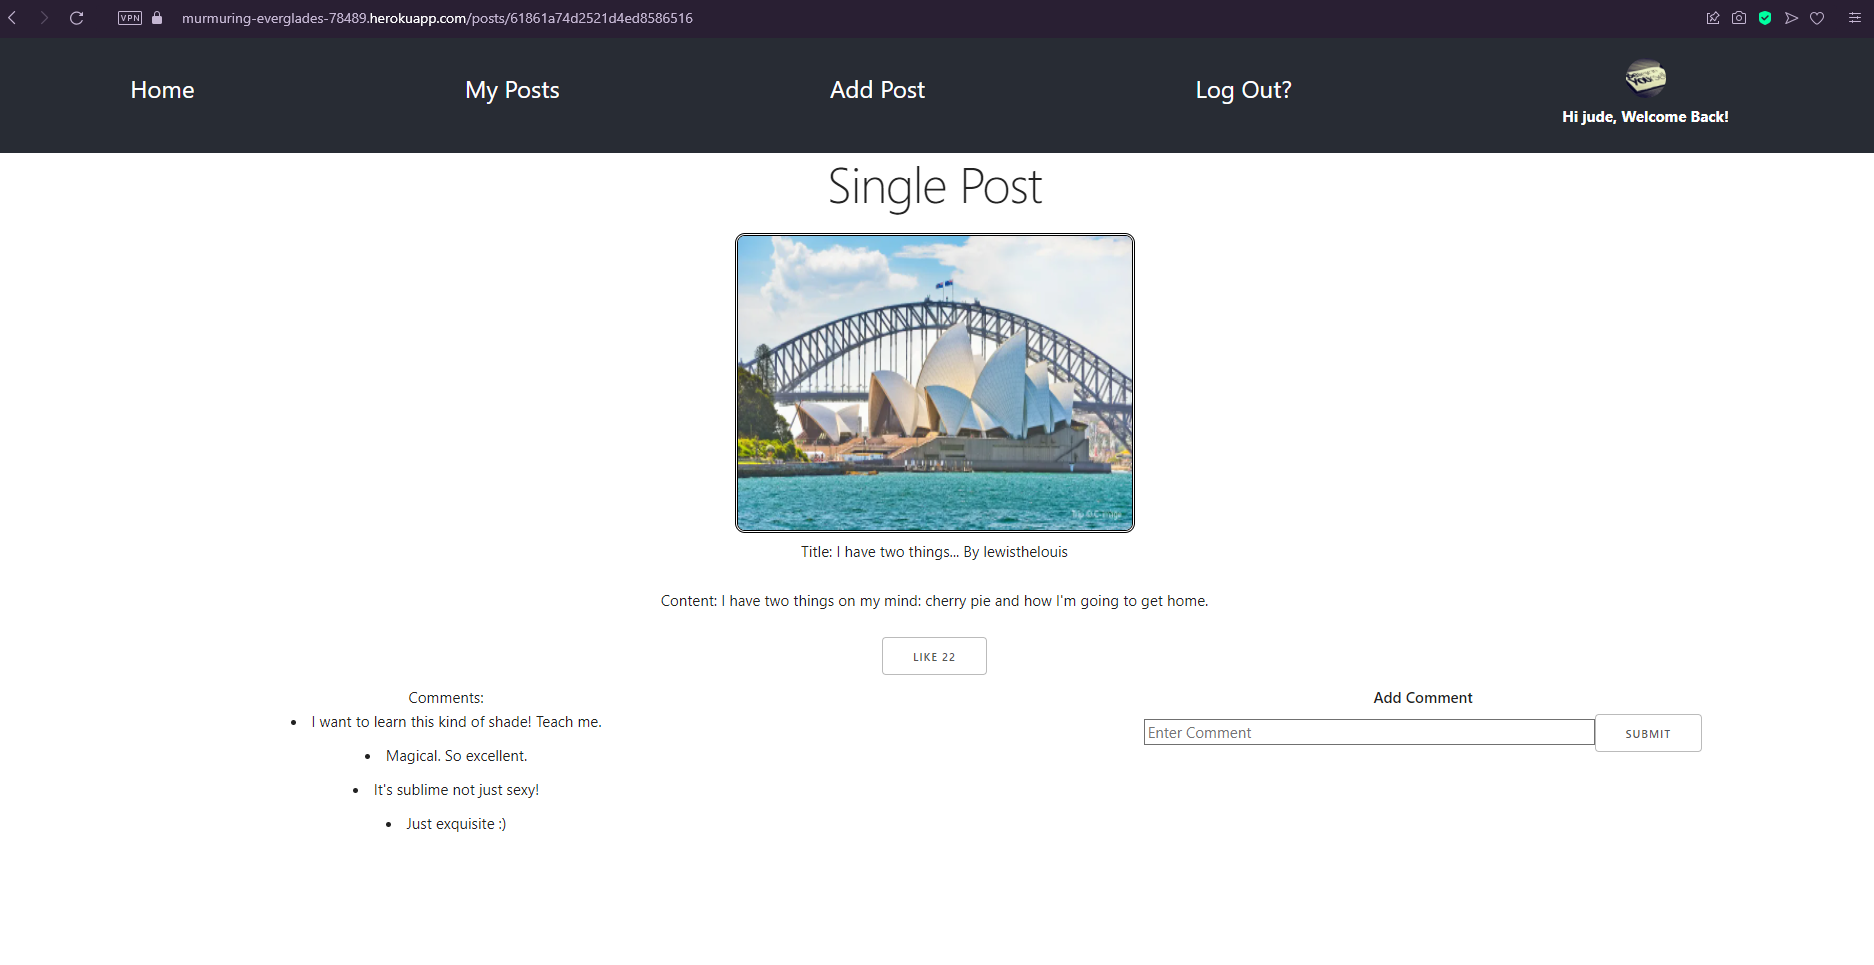 VPN murmuring-everglades-78489.herokuapp.com/posts/61861a74d2521d4ed8586516
Home My Posts Add Post Log Out?
Hi jude, Welcome Back!
Single Post
Title: I have two things... By lewisthelouis
Content: I have two things on my mind: cherry pie and how I'm going to get home.
LIKE 22
Comments:
I want to learn this kind of shade! Teach me.
Magical. So excellent.
It's sublime not just sexy!
Just exquisite :)
Add Comment
Enter Comment SUBMIT